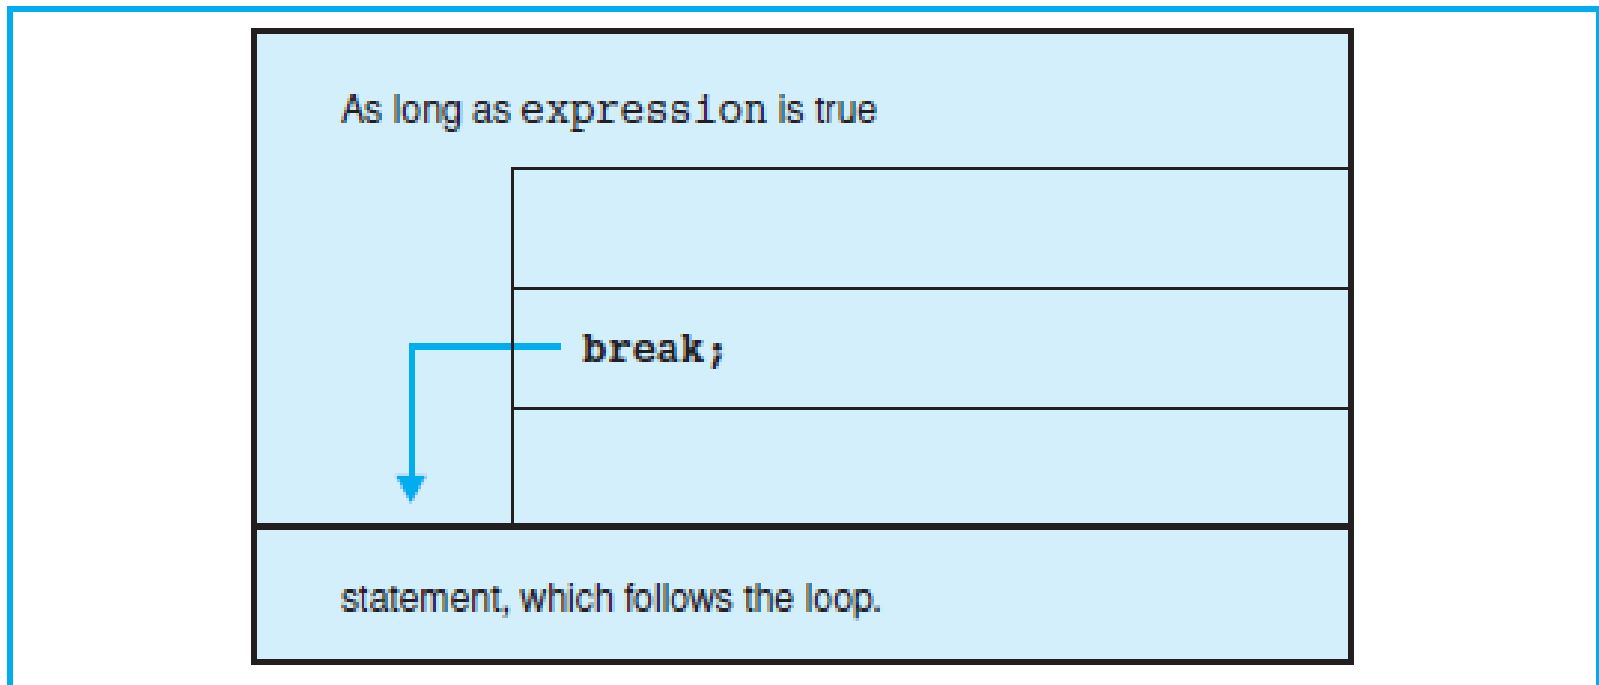 As long as expression is true
break;
statement, which follows the loop.